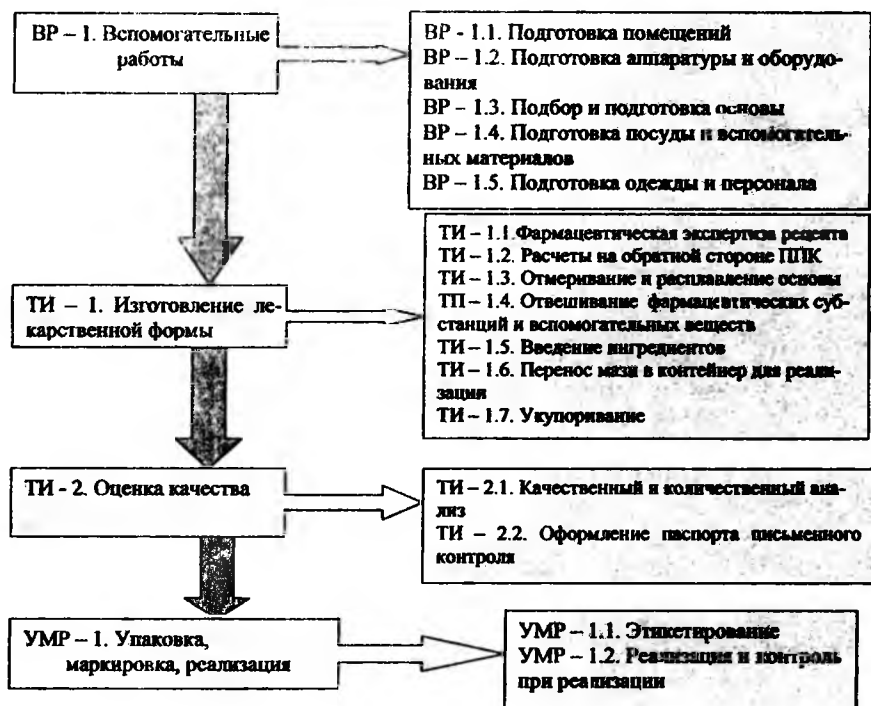 ВР – 1. Вспомогательные
работы
ВР - 1.1. Подготовка помещений
ВР – 1.2. Подготовка аппаратуры и оборудо-
вания
ВР – 1.3. Подбор и подготовка основы
ВР – 1.4. Подготовка посуды и вспомогатель-
ных материалов
ВР – 1.5. Подготовка одежды и персонала
ТИ – 1. Изготовление ле-
карственной формы
ТИ – 1.1.Фармацевтическая экспертиза рецепта
ТИ – 1.2. Расчеты на обратной стороне ППК
ТИ – 1.3. Отмеривание и расплавление основы
ТП – 1.4. Отвешивание фармацевтических суб-
станций и вспомогательных веществ
ТИ – 1.5. Введение ингредиентов
ТИ – 1.6. Перенос мази в контейнер для реали-
зация
ТИ – 1.7. Укупоривание
ТИ - 2. Оценка качества
ТИ – 2.1. Качественный и количественный ана-
лиз
ТИ – 2.2. Оформление паспорта письменного
контроля
УМР – 1. Упаковка,
маркировка, реализация
УМР – 1.1. Этикетирование
УМР – 1.2. Реализация и контроль
при реализации